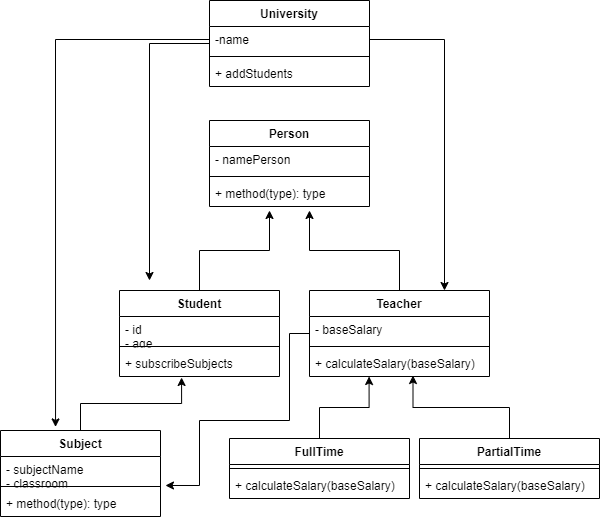 University
-name
+ addStudents
Person
- namePerson
+ method(type): type
Student
- id
- age
+ subscribeSubjects
Teacher
- baseSalary
+ calculateSalary(baseSalary)
Subject
- subjectName
- classroom
+ method(type): type
FullTime
+ calculateSalary(baseSalary)
PartialTime
+ calculateSalary(baseSalary)